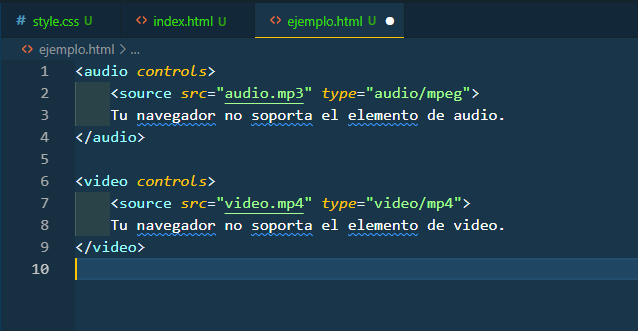 # style.css U
<> index.html U
<> ejemplo.html U ●
<> ejemplo.html > ...
1 <audio controls>
2     <source src="audio.mp3" type="audio/mpeg">
3     Tu navegador no soporta el elemento de audio.
4 </audio>
5
6 <video controls>
7     <source src="video.mp4" type="video/mp4">
8     Tu navegador no soporta el elemento de video.
9 </video>
10